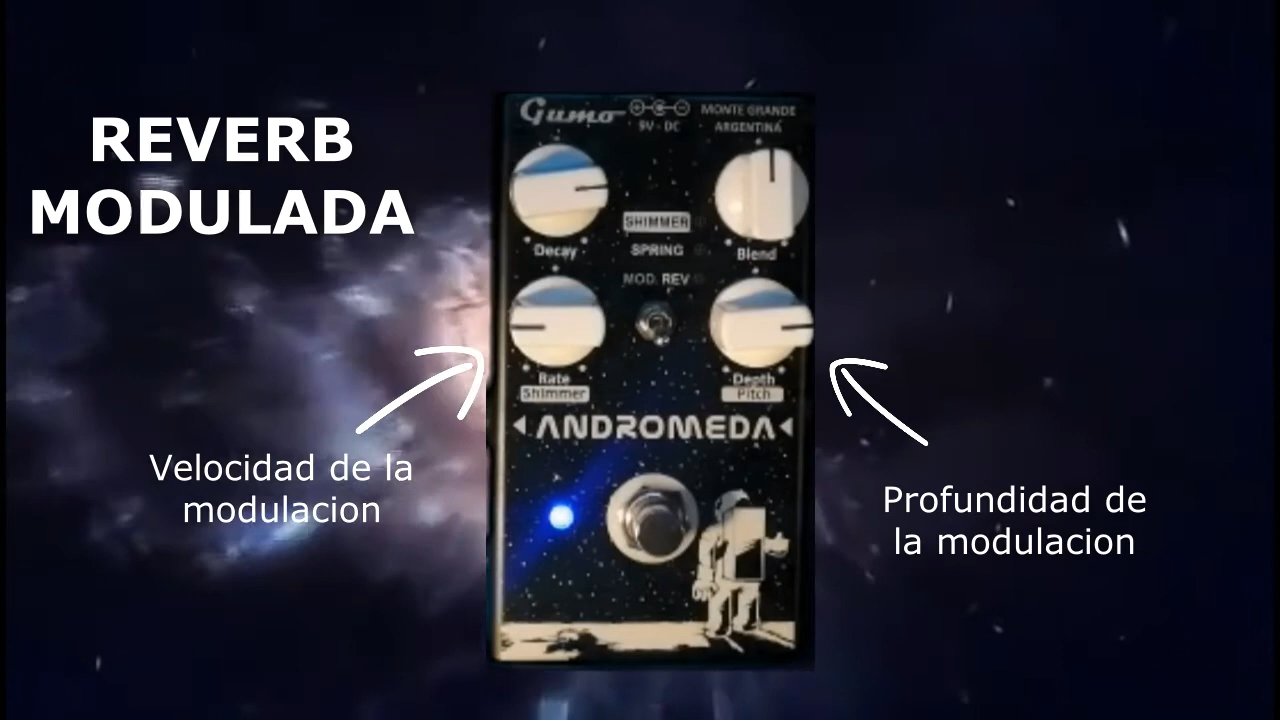 REVERB
MODULADA
Gumo
9V - DC
MONTE GRANDE
ARGENTINA
SHIMMER
SPRING
MOD. REV
Decay
Blend
Rate
Shimmer
Depth
Pitch
ANDROMEDA
Velocidad de la
modulacion
Profundidad de
la modulacion